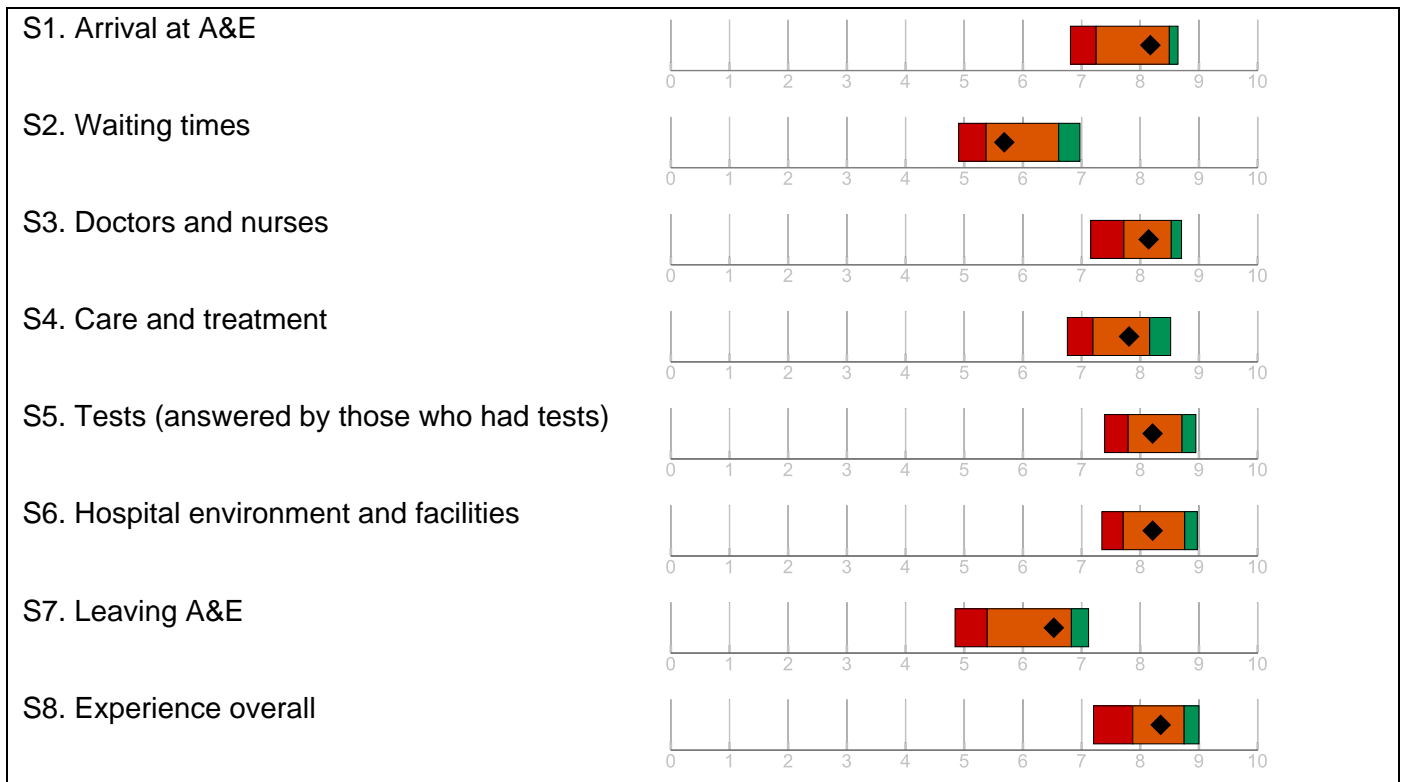 S1. Arrival at A&E
0 1 2 3 4 5 6 7 8 9 10
S2. Waiting times
0 1 2 3 4 5 6 7 8 9 10
S3. Doctors and nurses
0 1 2 3 4 5 6 7 8 9 10
S4. Care and treatment
0 1 2 3 4 5 6 7 8 9 10
S5. Tests (answered by those who had tests)
0 1 2 3 4 5 6 7 8 9 10
S6. Hospital environment and facilities
0 1 2 3 4 5 6 7 8 9 10
S7. Leaving A&E
0 1 2 3 4 5 6 7 8 9 10
S8. Experience overall
0 1 2 3 4 5 6 7 8 9 10